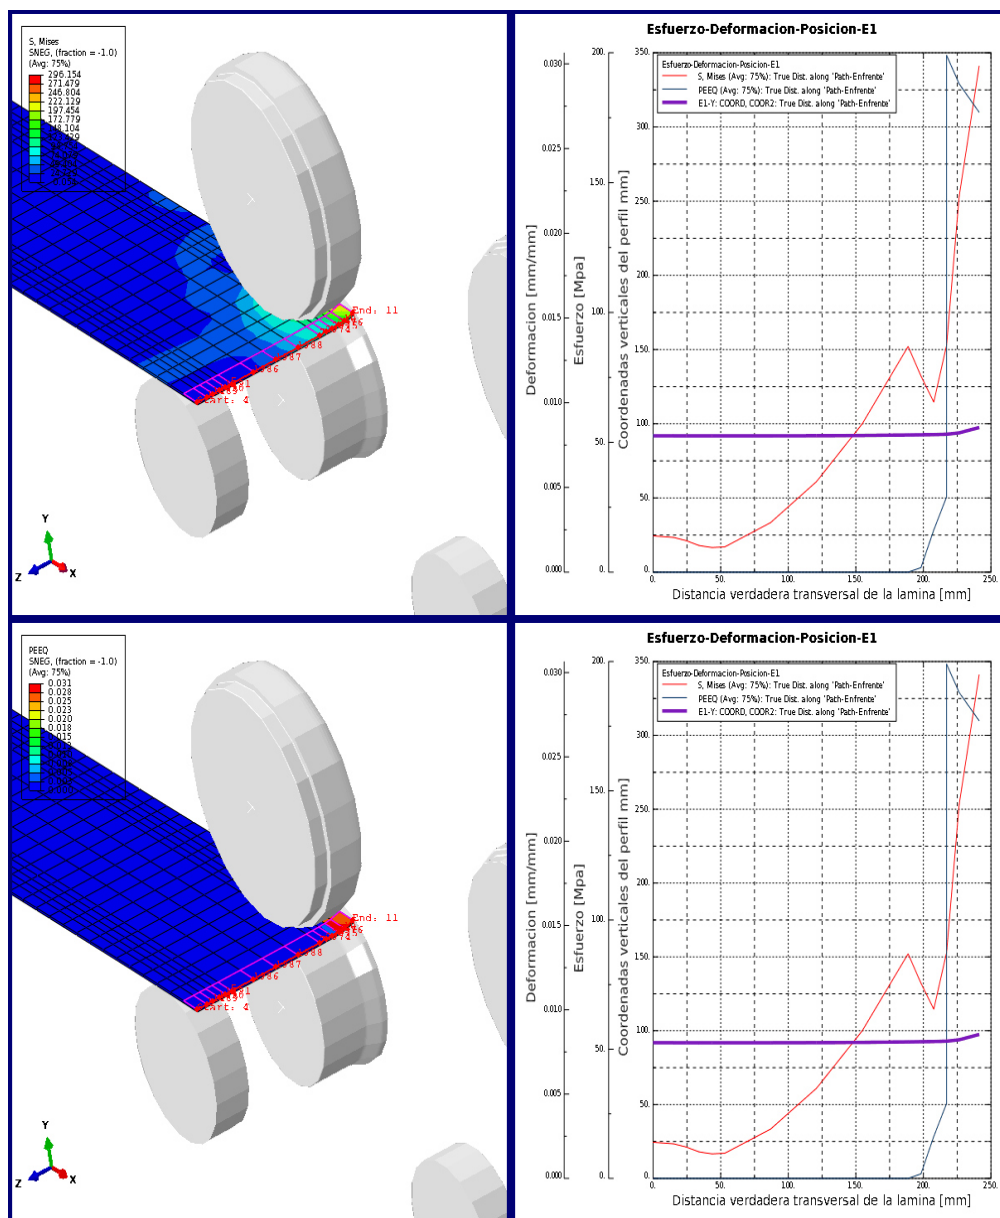 S, Mises
SNEG, (fraction = -1.0)
(Avg: 75%)
296.154
271.479
246.804
222.129
197.454
172.779
End: 11
Y
Z
X
Esfuerzo-Deformacion-Posicion-E1
Esfuerzo-Deformacion-Posicion-E1
S, Mises (Avg: 75%): True Dist. along 'Path-Enfrente'
PEEQ (Avg: 75%): True Dist. along 'Path-Enfrente'
E1-Y: COORD, COOR2: True Dist. along 'Path-Enfrente'
Deformacion [mm/mm]
0.030
0.025
0.020
0.015
0.010
0.005
0.000
Esfuerzo [Mpa]
200.
150.
100.
50.
0.
Coordenadas verticales del perfil mm]
350.
300.
250.
200.
150.
100.
50.
0.
0. 50. 100. 150. 200. 250.
Distancia verdadera transversal de la lamina [mm]
PEEQ
SNEG, (fraction = -1.0)
(Avg: 75%)
0.031
0.028
0.025
0.023
0.020
0.018
0.015
End: 11
Y
Z
X
Esfuerzo-Deformacion-Posicion-E1
Esfuerzo-Deformacion-Posicion-E1
S, Mises (Avg: 75%): True Dist. along 'Path-Enfrente'
PEEQ (Avg: 75%): True Dist. along 'Path-Enfrente'
E1-Y: COORD, COOR2: True Dist. along 'Path-Enfrente'
Deformacion [mm/mm]
0.030
0.025
0.020
0.015
0.010
0.005
0.000
Esfuerzo [Mpa]
200.
150.
100.
50.
0.
Coordenadas verticales del perfil mm]
350.
300.
250.
200.
150.
100.
50.
0.
0. 50. 100. 150. 200. 250.
Distancia verdadera transversal de la lamina [mm]